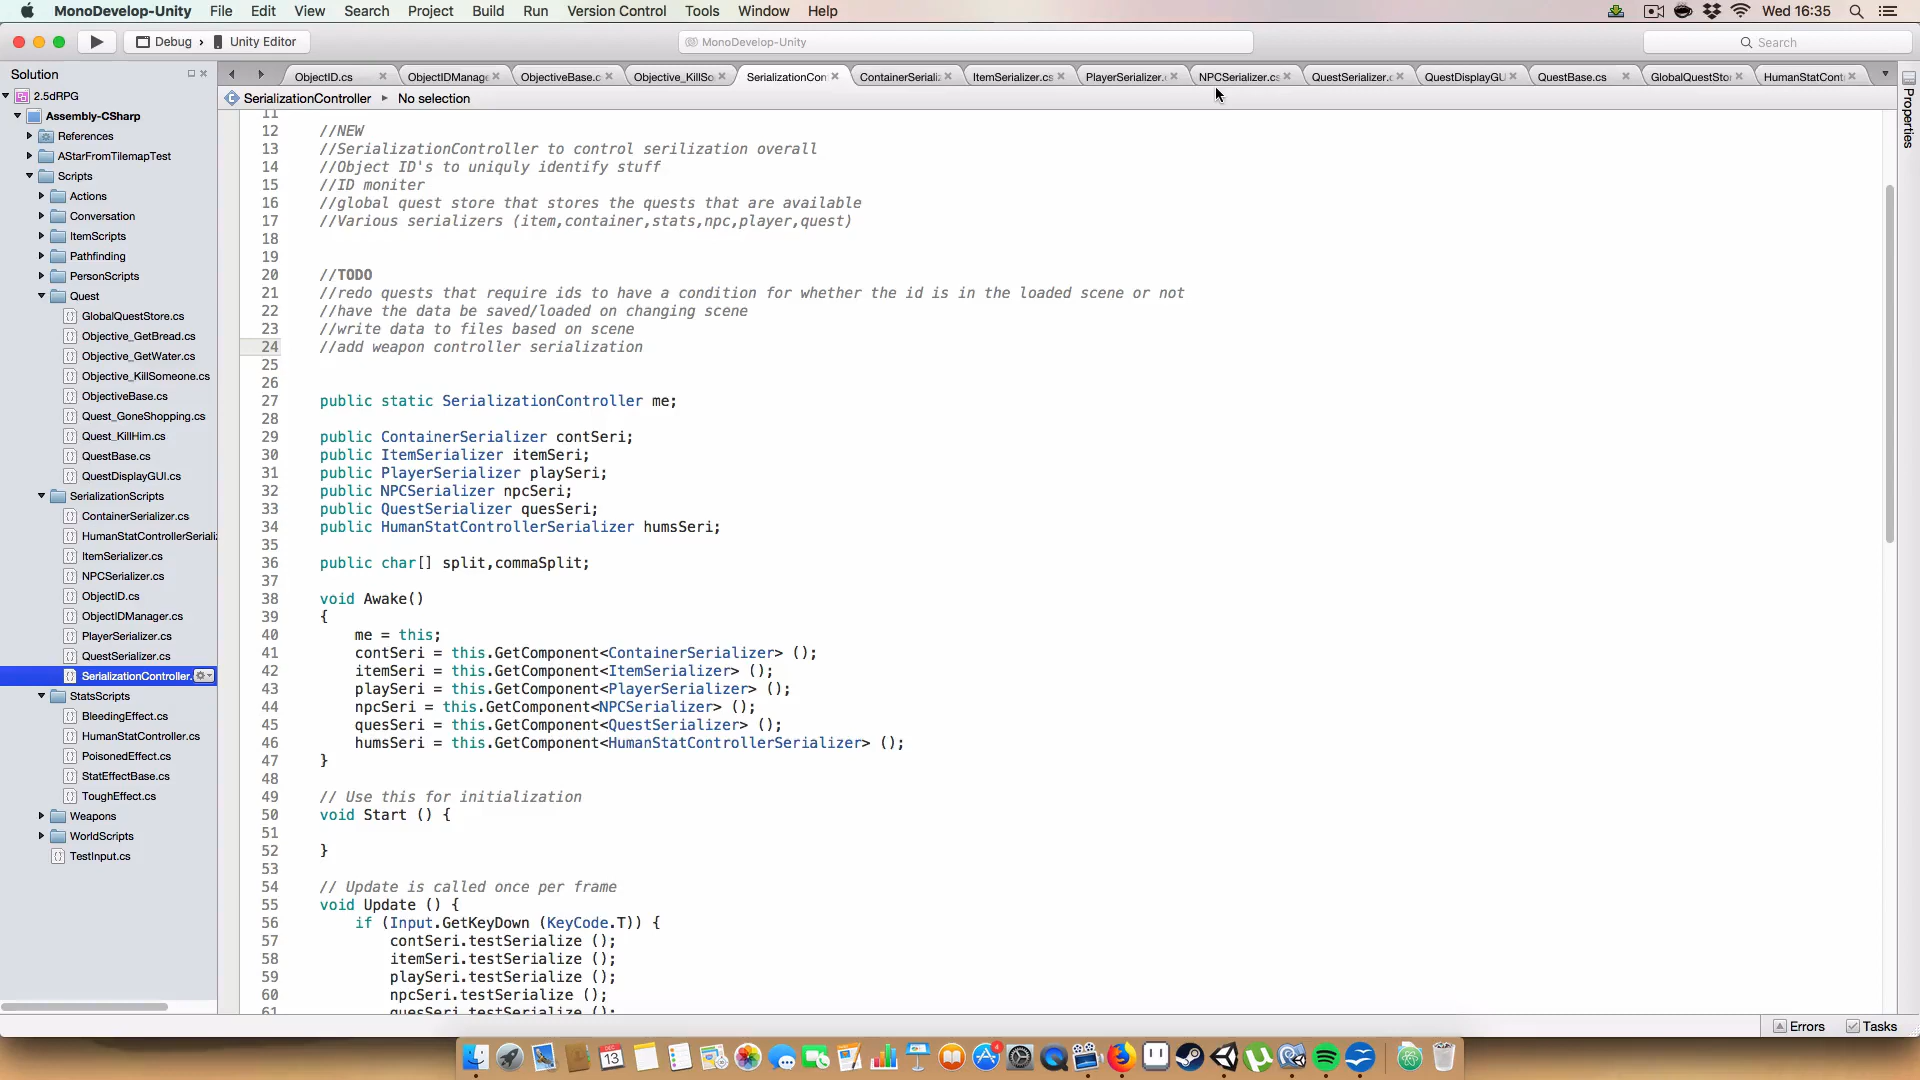 MonoDevelop-Unity File Edit View Search Project Build Run Version Control Tools Window Help Wed 16:35
Debug › Unity Editor
MonoDevelop-Unity
Search
Solution
ObjectID.cs
ObjectIDManage
ObjectiveBase.c
Objective_KillSo
SerializationCon
ContainerSeriali
ItemSerializer.cs
PlayerSerializer.
NPCSerializer.cs
QuestSerializer.c
QuestDisplayGU
QuestBase.cs
GlobalQuestSto
HumanStatCont
SerializationController ▸ No selection
Properties
2.5dRPG
Assembly-CSharp
References
AStarFromTilemapTest
Scripts
Actions
Conversation
ItemScripts
Pathfinding
PersonScripts
Quest
GlobalQuestStore.cs
Objective_GetBread.cs
Objective_GetWater.cs
Objective_KillSomeone.cs
ObjectiveBase.cs
Quest_GoneShopping.cs
Quest_KillHim.cs
QuestBase.cs
QuestDisplayGUI.cs
SerializationScripts
ContainerSerializer.cs
HumanStatControllerSeriali
ItemSerializer.cs
NPCSerializer.cs
ObjectID.cs
ObjectIDManager.cs
PlayerSerializer.cs
QuestSerializer.cs
SerializationController.
StatsScripts
BleedingEffect.cs
HumanStatController.cs
PoisonedEffect.cs
StatEffectBase.cs
ToughEffect.cs
Weapons
WorldScripts
TestInput.cs
11
12 //NEW
13 //SerializationController to control serilization overall
14 //Object ID's to uniquly identify stuff
15 //ID moniter
16 //global quest store that stores the quests that are available
17 //Various serializers (item,container,stats,npc,player,quest)
18
19
20 //TODO
21 //redo quests that require ids to have a condition for whether the id is in the loaded scene or not
22 //have the data be saved/loaded on changing scene
23 //write data to files based on scene
24 //add weapon controller serialization
25
26
27 public static SerializationController me;
28
29 public ContainerSerializer contSeri;
30 public ItemSerializer itemSeri;
31 public PlayerSerializer playSeri;
32 public NPCSerializer npcSeri;
33 public QuestSerializer quesSeri;
34 public HumanStatControllerSerializer humsSeri;
35
36 public char[] split,commaSplit;
37
38 void Awake()
39 {
40 me = this;
41 contSeri = this.GetComponent<ContainerSerializer> ();
42 itemSeri = this.GetComponent<ItemSerializer> ();
43 playSeri = this.GetComponent<PlayerSerializer> ();
44 npcSeri = this.GetComponent<NPCSerializer> ();
45 quesSeri = this.GetComponent<QuestSerializer> ();
46 humsSeri = this.GetComponent<HumanStatControllerSerializer> ();
47 }
48
49 // Use this for initialization
50 void Start () {
51
52 }
53
54 // Update is called once per frame
55 void Update () {
56 if (Input.GetKeyDown (KeyCode.T)) {
57 contSeri.testSerialize ();
58 itemSeri.testSerialize ();
59 playSeri.testSerialize ();
60 npcSeri.testSerialize ();
61 quesSeri.testSerialize ();
Errors Tasks
DEC
13
4